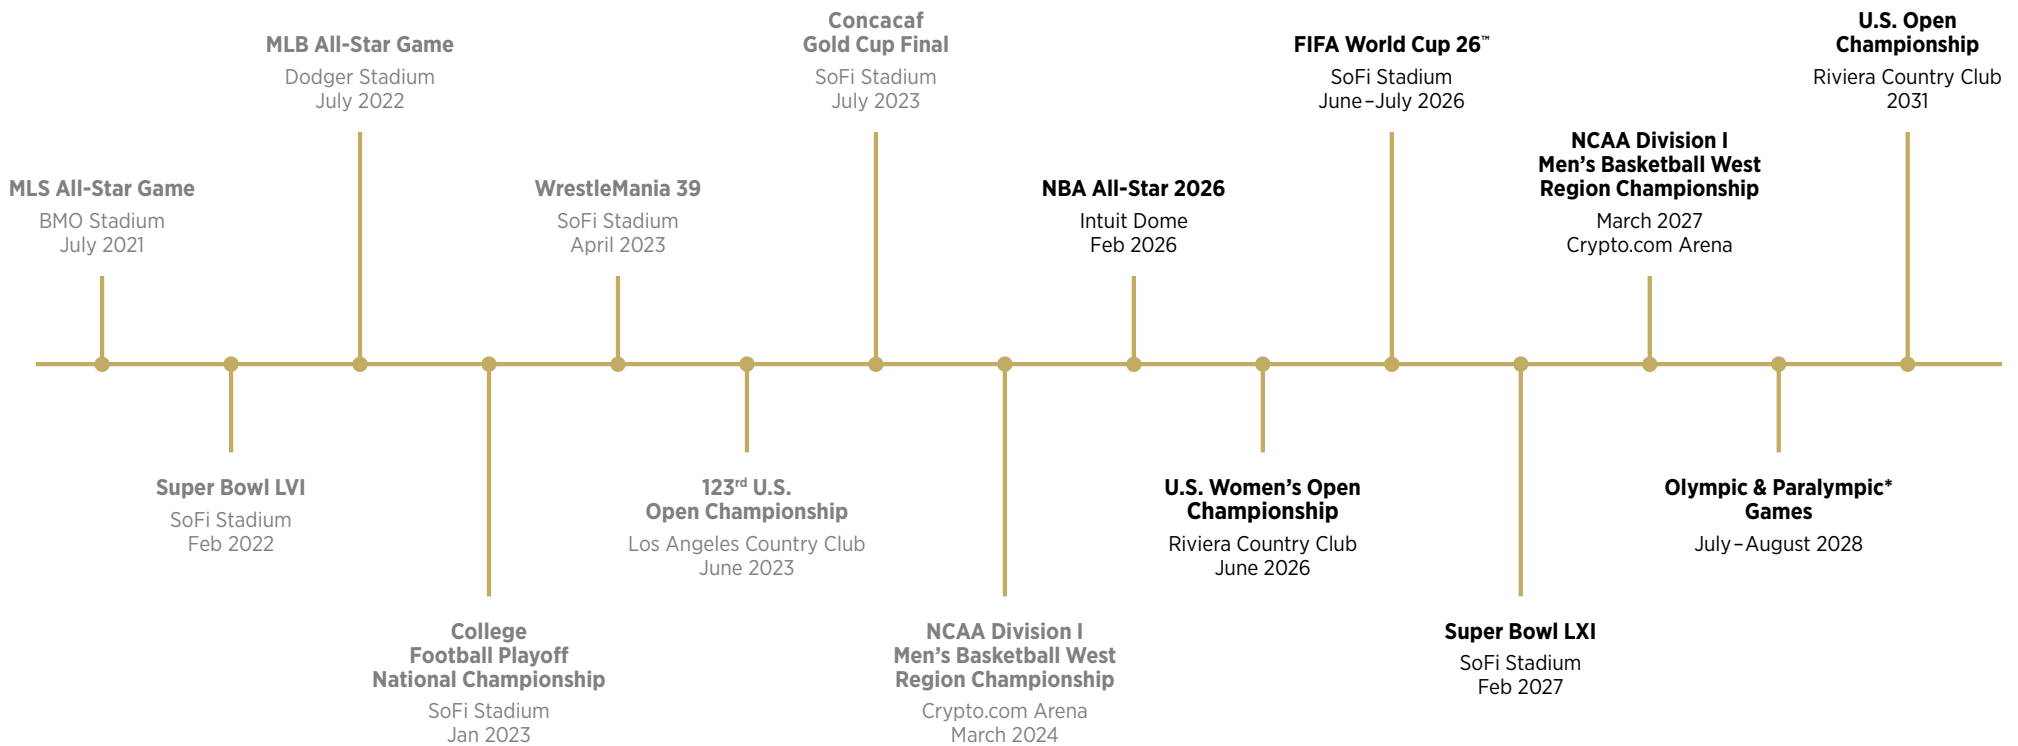 MLS All-Star Game
BMO Stadium
July 2021
Super Bowl LVI
SoFi Stadium
Feb 2022
MLB All-Star Game
Dodger Stadium
July 2022
College
Football Playoff
National Championship
SoFi Stadium
Jan 2023
WrestleMania 39
SoFi Stadium
April 2023
123rd U.S.
Open Championship
Los Angeles Country Club
June 2023
Concacaf
Gold Cup Final
SoFi Stadium
July 2023
NCAA Division I
Men’s Basketball West
Region Championship
Crypto.com Arena
March 2024
NBA All-Star 2026
Intuit Dome
Feb 2026
U.S. Women’s Open
Championship
Riviera Country Club
June 2026
FIFA World Cup 26™
SoFi Stadium
June–July 2026
Super Bowl LXI
SoFi Stadium
Feb 2027
NCAA Division I
Men’s Basketball West
Region Championship
March 2027
Crypto.com Arena
Olympic & Paralympic*
Games
July–August 2028
U.S. Open
Championship
Riviera Country Club
2031